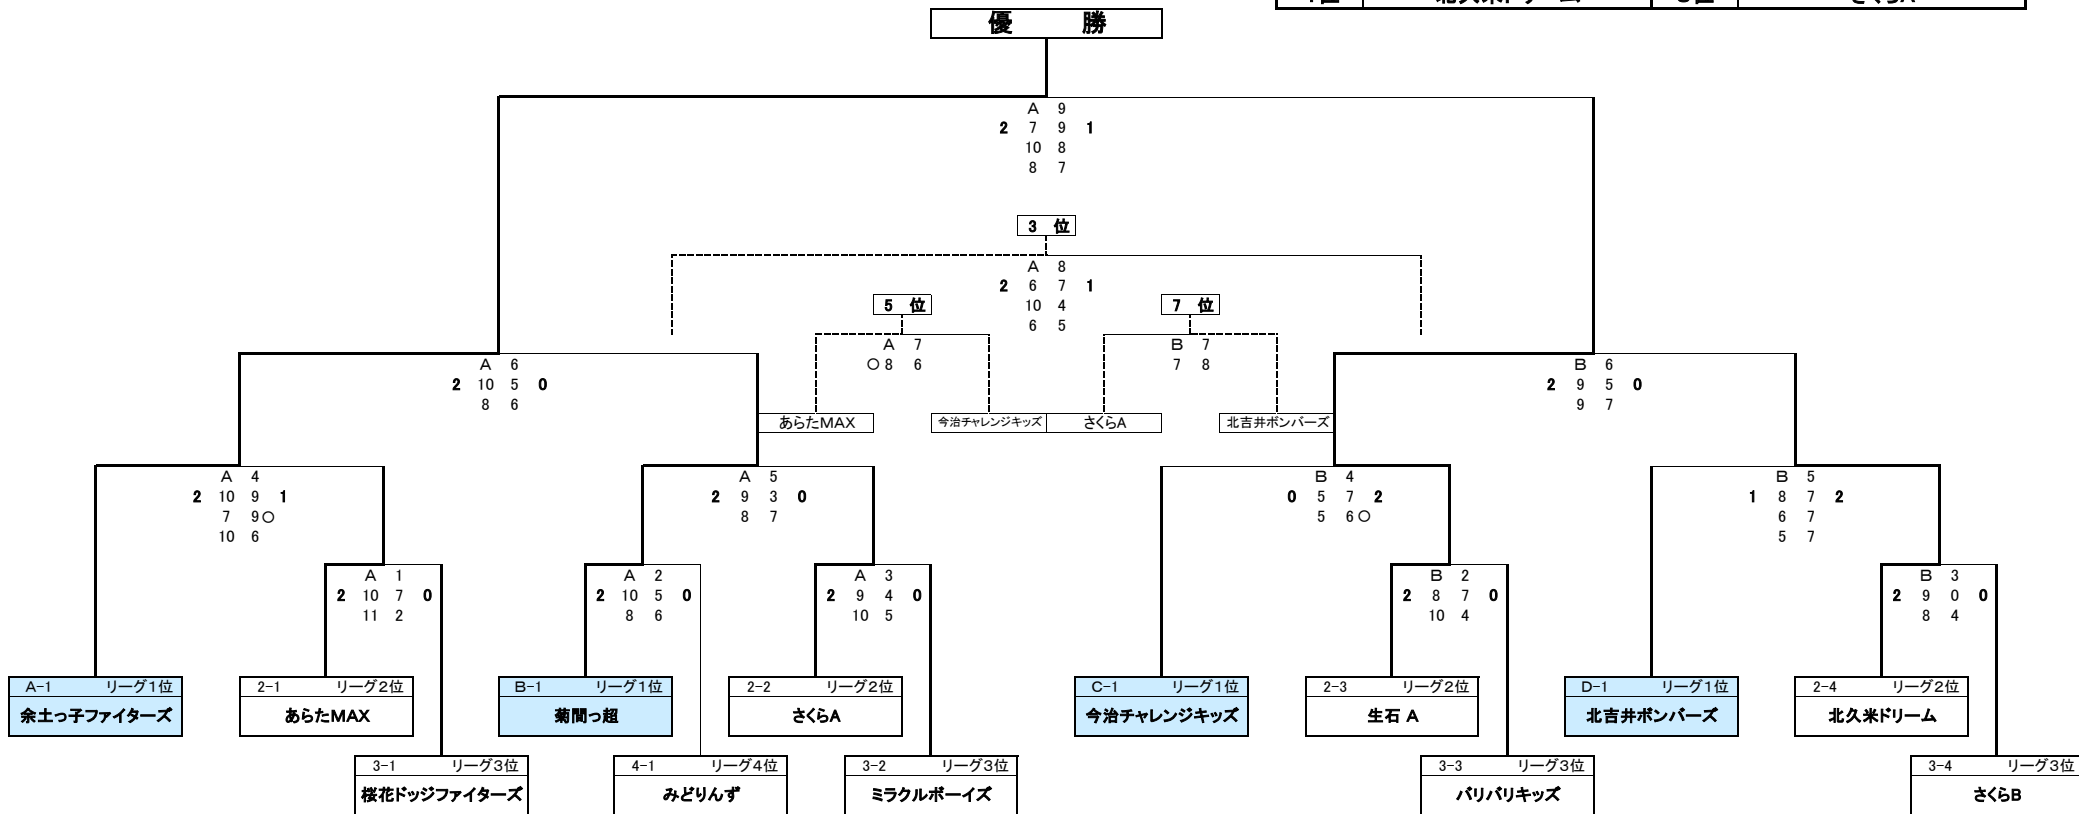 さくらA
優 勝
A 9
2 7 9 1
10 8
8 7
3 位
A 8
2 6 7 1
10 4
6 5
5 位
7 位
A 7
○ 8 6
B 7
7 8
A 6
2 10 5 0
8 6
B 6
2 9 5 0
9 7
あらたMAX
今治チャレンジキッズ
さくらA
北吉井ボンバーズ
A 4
2 10 9 1
7 9○
10 6
A 5
2 9 3 0
8 7
B 4
0 5 7 2
5 6○
B 5
1 8 7 2
6 7
5 7
A 1
2 10 7 0
11 2
A 2
2 10 5 0
8 6
A 3
2 9 4 0
10 5
B 2
2 8 7 0
10 4
B 3
2 9 0 0
8 4
A-1 リーグ1位
余土っ子ファイターズ
2-1 リーグ2位
あらたMAX
B-1 リーグ1位
菊間っ超
2-2 リーグ2位
さくらA
C-1 リーグ1位
今治チャレンジキッズ
2-3 リーグ2位
生石 A
D-1 リーグ1位
北吉井ボンバーズ
2-4 リーグ2位
北久米ドリーム
3-1 リーグ3位
桜花ドッジファイターズ
4-1 リーグ4位
みどりんず
3-2 リーグ3位
ミラクルボーイズ
3-3 リーグ3位
バリバリキッズ
3-4 リーグ3位
さくらB